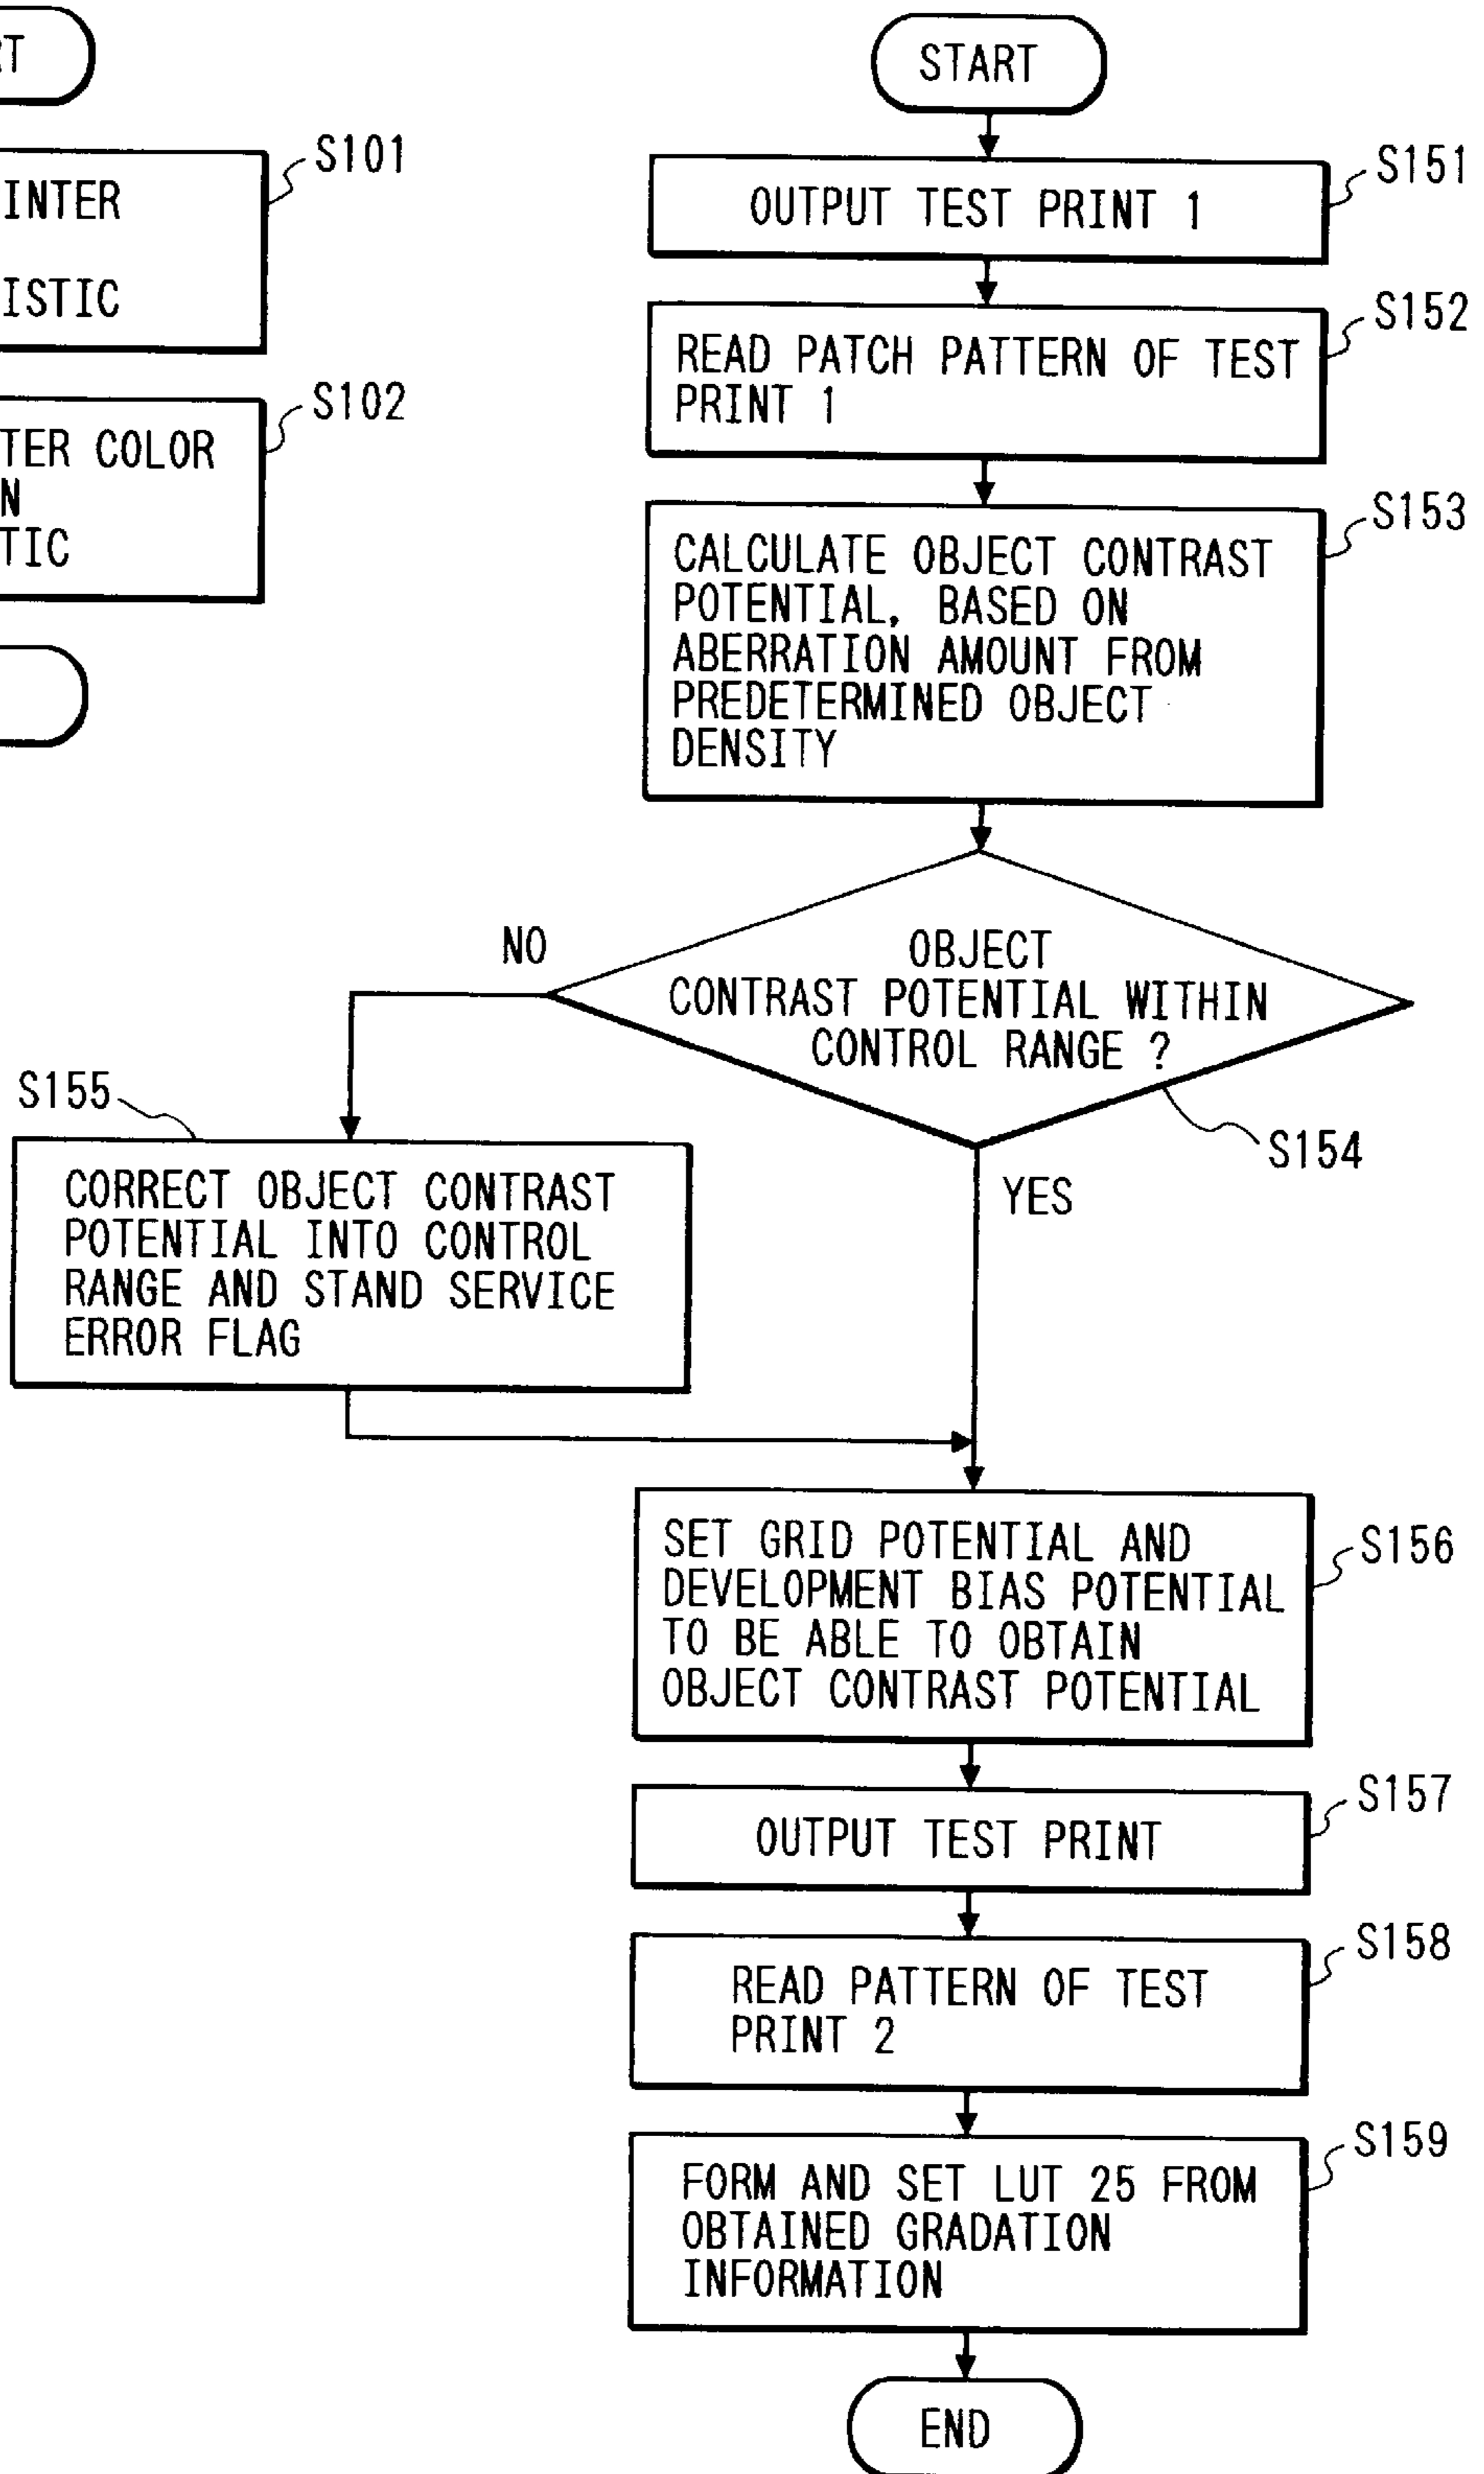 START
S151
OUTPUT TEST PRINT 1
S152
READ PATCH PATTERN OF TEST
PRINT 1
S153
CALCULATE OBJECT CONTRAST
POTENTIAL, BASED ON
ABERRATION AMOUNT FROM
PREDETERMINED OBJECT
DENSITY
NO
OBJECT
CONTRAST POTENTIAL WITHIN
CONTROL RANGE ?
S154
YES
S155
CORRECT OBJECT CONTRAST
POTENTIAL INTO CONTROL
RANGE AND STAND SERVICE
ERROR FLAG
S156
SET GRID POTENTIAL AND
DEVELOPMENT BIAS POTENTIAL
TO BE ABLE TO OBTAIN
OBJECT CONTRAST POTENTIAL
S157
OUTPUT TEST PRINT
S158
READ PATTERN OF TEST
PRINT 2
S159
FORM AND SET LUT 25 FROM
OBTAINED GRADATION
INFORMATION
END
S101
INTER
ISTIC
S102
TER COLOR
N
TIC